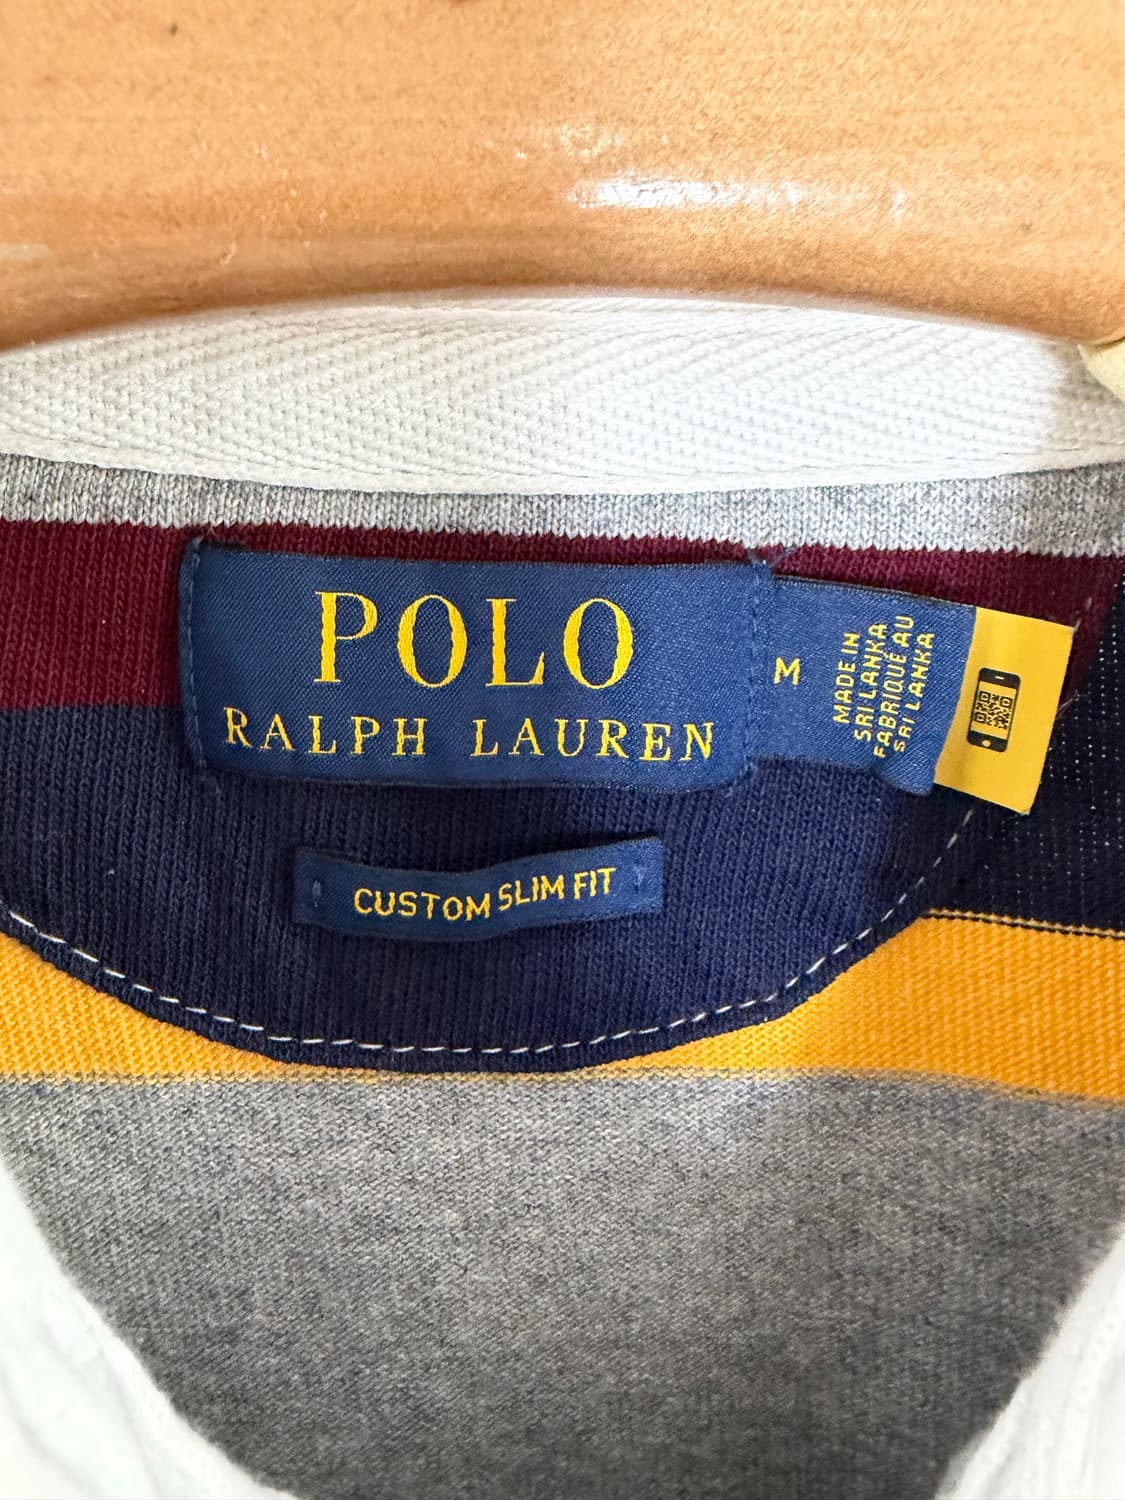 POLO
RALPH LAUREN
M
MADE IN
SRI LANKA
FABRIQUÉ AU
SRI LANKA
CUSTOM SLIM FIT